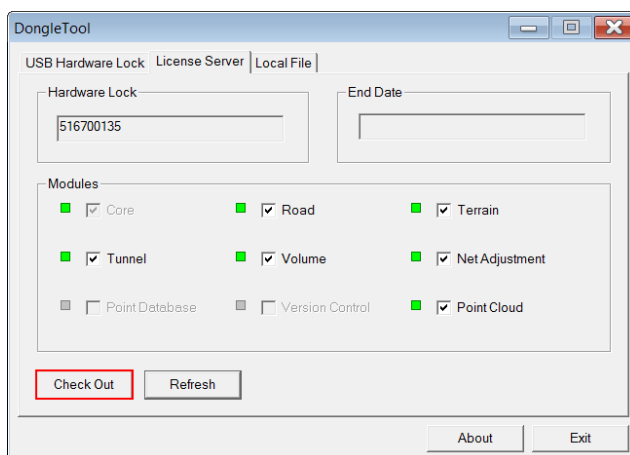 DongleTool
USB Hardware Lock License Server Local File
Hardware Lock End Date
516700135
Modules
Core Road Terrain
Tunnel Volume Net Adjustment
Point Database Version Control Point Cloud
Check Out Refresh
About Exit